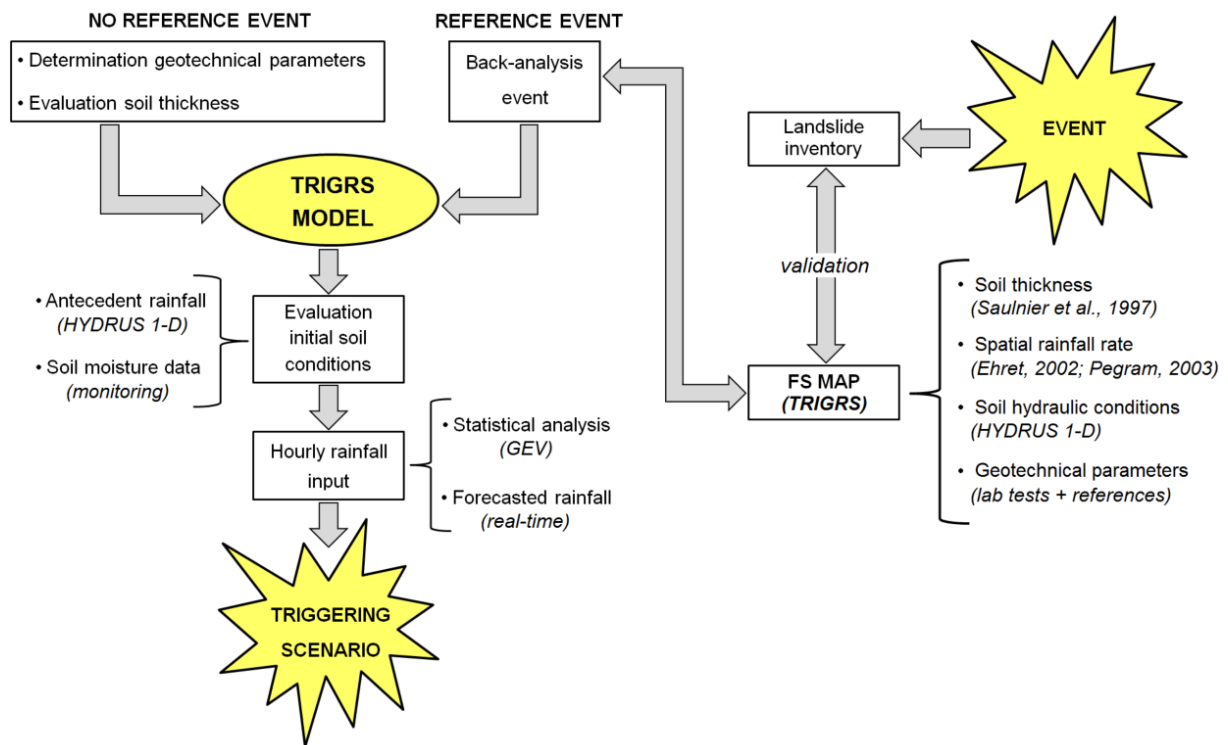 NO REFERENCE EVENT
• Determination geotechnical parameters
• Evaluation soil thickness
REFERENCE EVENT
Back-analysis
event
TRIGRS
MODEL
• Antecedent rainfall
(HYDRUS 1-D)
• Soil moisture data
(monitoring)
Evaluation
initial soil
conditions
Hourly rainfall
input
• Statistical analysis
(GEV)
• Forecasted rainfall
(real-time)
TRIGGERING
SCENARIO
EVENT
Landslide
inventory
validation
FS MAP
(TRIGRS)
• Soil thickness
(Saulnier et al., 1997)
• Spatial rainfall rate
(Ehret, 2002; Pegram, 2003)
• Soil hydraulic conditions
(HYDRUS 1-D)
• Geotechnical parameters
(lab tests + references)